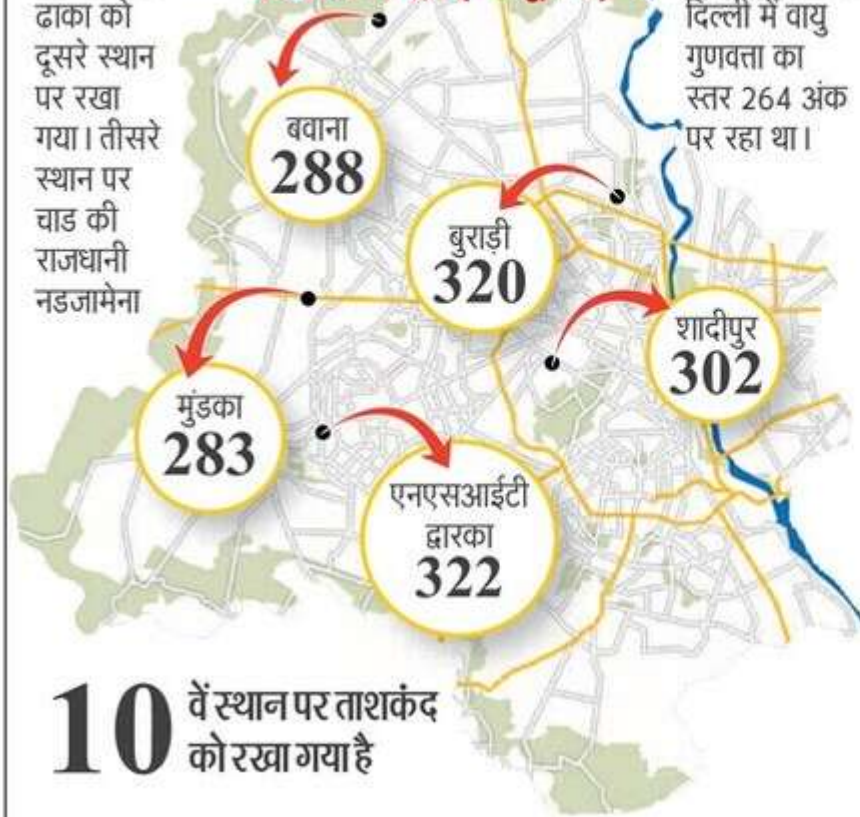 ढाका को
दूसरे स्थान
पर रखा
गया। तीसरे
स्थान पर
चाड की
राजधानी
नडजामेना
दिल्ली में वायु
गुणवत्ता का
स्तर 264 अंक
पर रहा था।
बवाना
288
बुराड़ी
320
शादीपुर
302
मुंडका
283
एनएसआईटी
द्वारका
322
10 वें स्थान पर ताशकंद
को रखा गया है